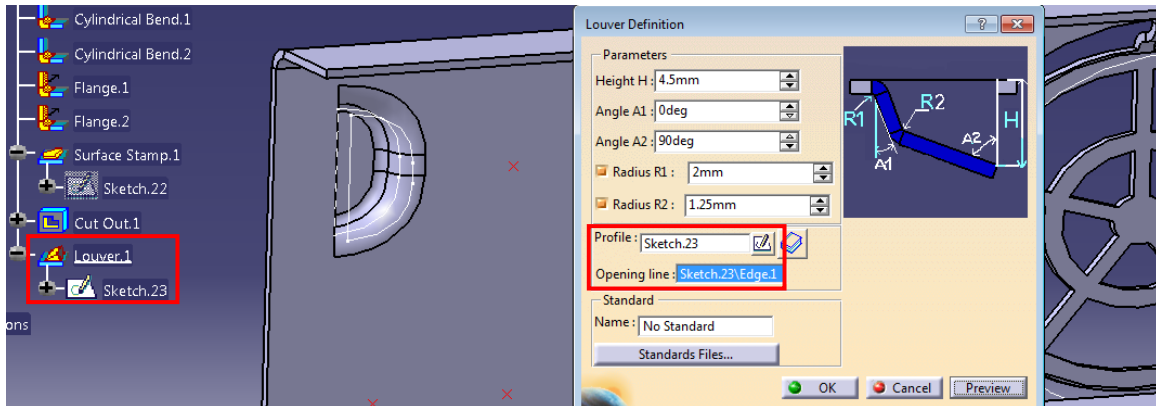 Cylindrical Bend.1
Cylindrical Bend.2
Flange.1
Flange.2
Surface Stamp.1
Sketch.22
Cut Out.1
Louver.1
Sketch.23
ons
Louver Definition
Parameters
Height H : 4.5mm
Angle A1 : 0deg
Angle A2 : 90deg
Radius R1 : 2mm
Radius R2 : 1.25mm
R1
R2
H
A1
A2
Profile : Sketch.23
Opening line : Sketch.23\Edge.1
Standard
Name : No Standard
Standards Files...
OK Cancel Preview